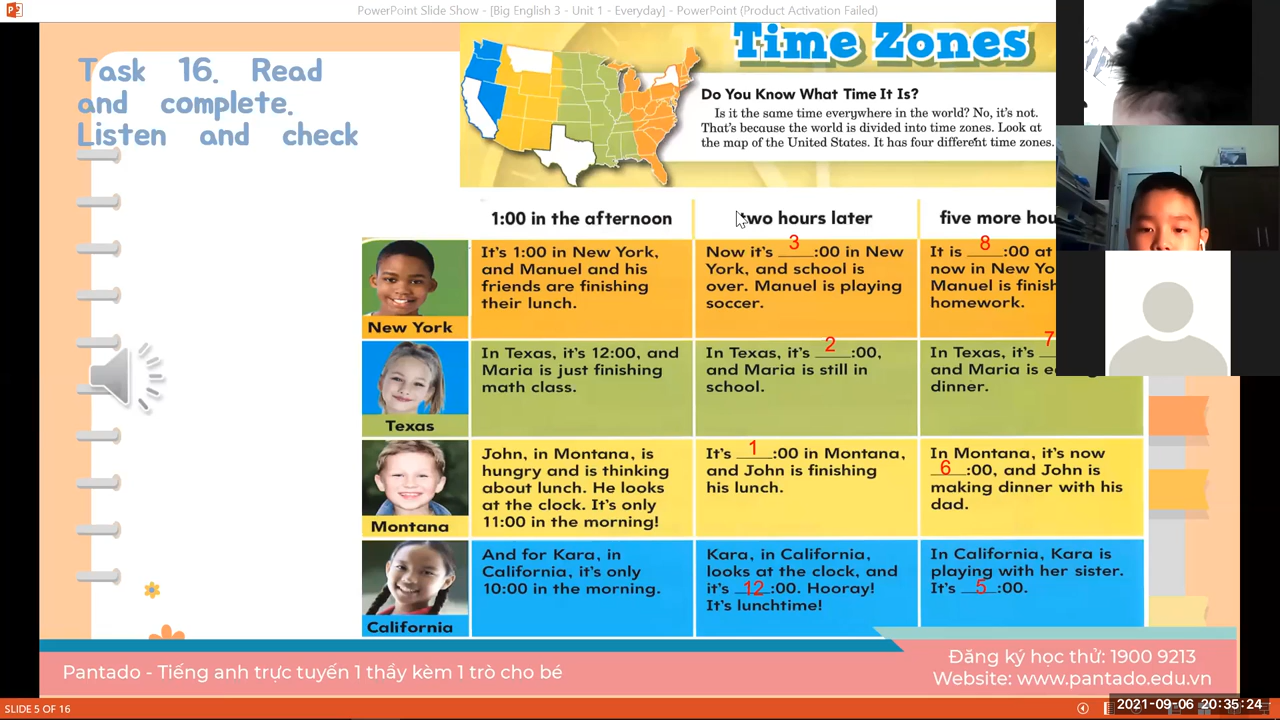 PowerPoint Slide Show - [Big English 3 - Unit 1 - Everyday] - PowerPoint (Product Activation Failed)
Task 16. Read
and complete.
Listen and check
Time Zones
Do You Know What Time It Is?
Is it the same time everywhere in the world? No, it's not.
That's because the world is divided into time zones. Look at
the map of the United States. It has four different time zones.
1:00 in the afternoon
two hours later
five more hou
New York
It's 1:00 in New York,
and Manuel and his
friends are finishing
their lunch.
Now it's 3:00 in New
York, and school is
over. Manuel is playing
soccer.
It is 8:00 at
now in New Yo
Manuel is finish
homework.
Texas
In Texas, it's 12:00, and
Maria is just finishing
math class.
In Texas, it's 2:00,
and Maria is still in
school.
In Texas, it's 7
and Maria is e
dinner.
Montana
John, in Montana, is
hungry and is thinking
about lunch. He looks
at the clock. It's only
11:00 in the morning!
It's 1:00 in Montana,
and John is finishing
his lunch.
In Montana, it's now
6:00, and John is
making dinner with his
dad.
California
And for Kara, in
California, it's only
10:00 in the morning.
Kara, in California,
looks at the clock, and
it's 12:00. Hooray!
It's lunchtime!
In California, Kara is
playing with her sister.
It's 5:00.
Pantado - Tiếng anh trực tuyến 1 thầy kèm 1 trò cho bé
Đăng ký học thử: 1900 9213
Website: www.pantado.edu.vn
SLIDE 5 OF 16
2021-09-06 20:35:24